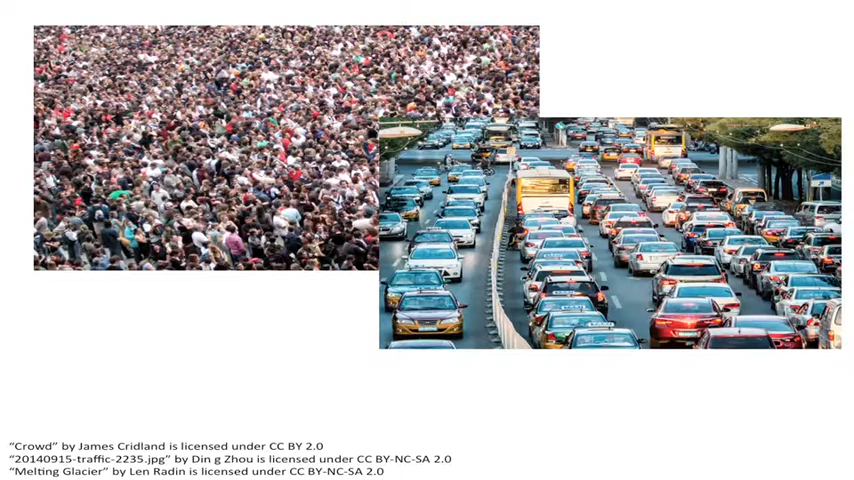 “Crowd” by James Cridland is licensed under CC BY 2.0
“20140915-traffic-2235.jpg” by Din g Zhou is licensed under CC BY-NC-SA 2.0
“Melting Glacier” by Len Radin is licensed under CC BY-NC-SA 2.0